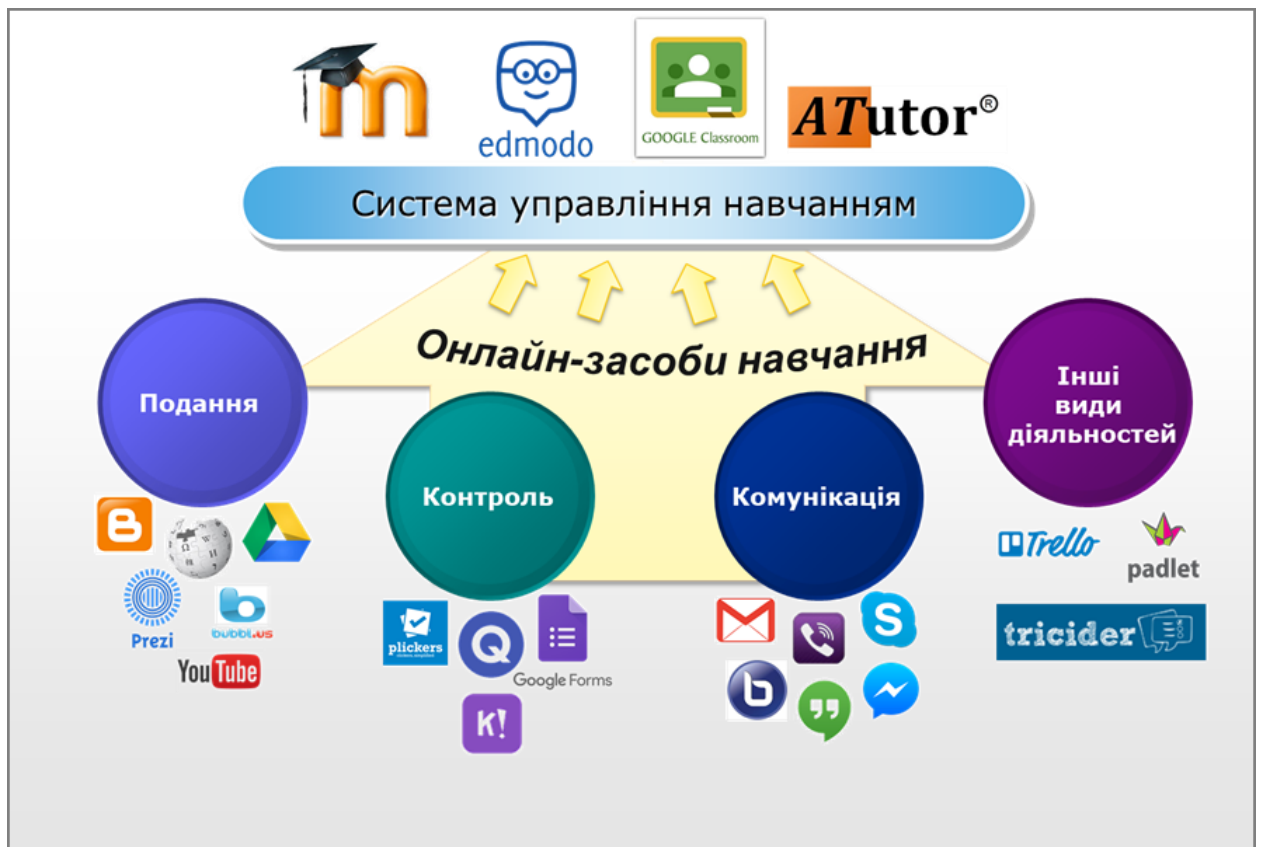 m
edmodo
GOOGLE Classroom
ATutor®
Система управління навчанням
Онлайн-засоби навчання
Подання
Контроль
Комунікація
Інші
види
діяльностей
B
W
Prezi
b
bubbl.us
YouTube
plickers
Q
Google Forms
K!
S
b
Trello
padlet
tricider